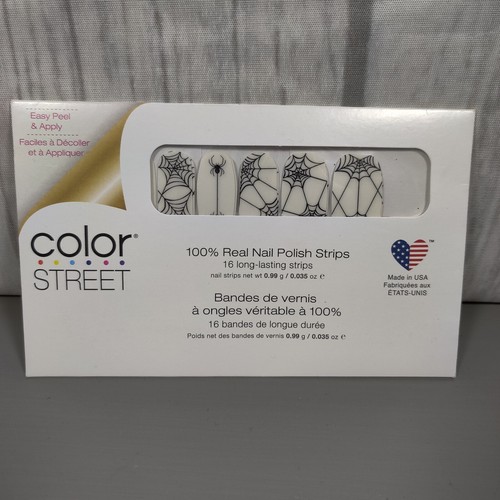 Easy Peel
& Apply
Faciles à Décoller
et à Appliquer
color®
STREET
100% Real Nail Polish Strips
16 long-lasting strips
nail strips net wt 0.99 g / 0.035 oz ℮
Bandes de vernis
à ongles véritable à 100%
16 bandes de longue durée
Poids net des bandes de vernis 0.99 g / 0.035 oz ℮
™
Made in USA
Fabriquées aux
ÉTATS-UNIS